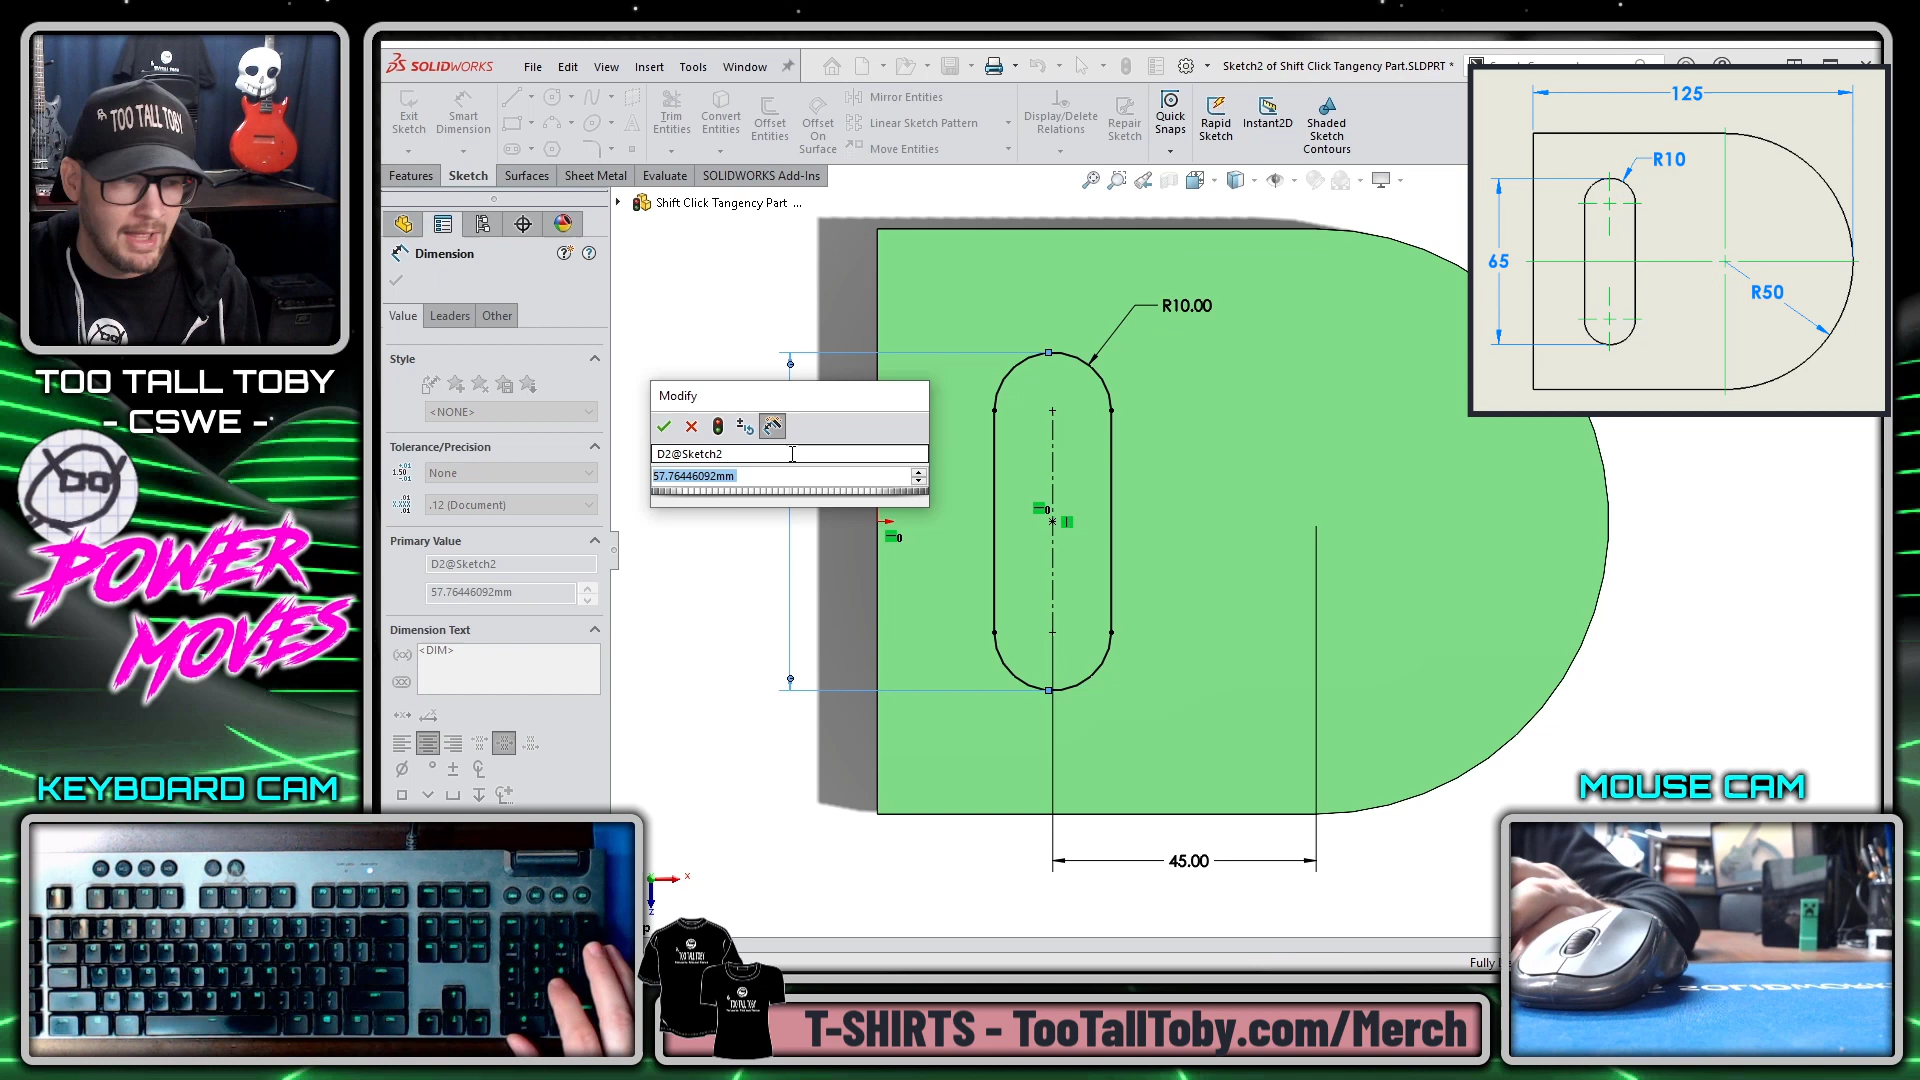 TOO TALL TOBY
TOO TALL TOBY
- CSWE -
POWER
MOVES
KEYBOARD CAM
MOUSE CAM
SOLIDWORKS
File Edit View Insert Tools Window
Sketch2 of Shift Click Tangency Part.SLDPRT *
Exit Sketch
Smart Dimension
Trim Entities
Convert Entities
Offset Entities
Offset On Surface
Mirror Entities
Linear Sketch Pattern
Move Entities
Display/Delete Relations
Repair Sketch
Quick Snaps
Rapid Sketch
Instant2D
Shaded Sketch Contours
Features Sketch Surfaces Sheet Metal Evaluate SOLIDWORKS Add-Ins
Shift Click Tangency Part ...
Dimension
Value Leaders Other
Style
<NONE>
Tolerance/Precision
None
.12 (Document)
Primary Value
D2@Sketch2
57.76446092mm
Dimension Text
<DIM>
Modify
D2@Sketch2
57.76446092mm
R10.00
45.00
125
R10
65
R50
x
z
Fully
T-SHIRTS - TooTallToby.com/Merch